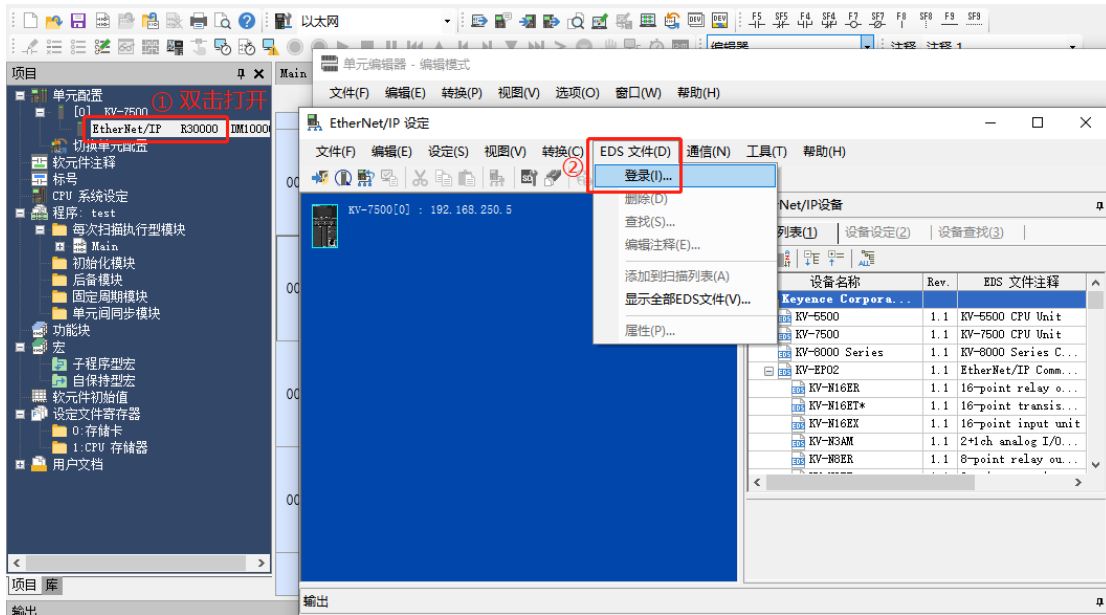 以太网
F5 SF5 F4 SF4 F7 SF7 F8 SF8 F9 SF9
DEV DEV
编辑器
注释 注释 1
项目
Main
单元编辑器 - 编辑模式
文件(F) 编辑(E) 转换(P) 视图(V) 选项(O) 窗口(W) 帮助(H)
单元配置
[0] KV-7500
① 双击打开
EtherNet/IP R30000 DM1000
切换单元配置
软元件注释
标号
CPU 系统设定
程序: test
每次扫描执行型模块
Main
初始化模块
后备模块
固定周期模块
单元间同步模块
功能块
宏
子程序型宏
自保持型宏
软元件初始值
设定文件寄存器
0:存储卡
1:CPU 存储器
用户文档
项目 库
输出
EtherNet/IP 设定
文件(F) 编辑(E) 设定(S) 视图(V) 转换(C) EDS 文件(D) 通信(N) 工具(T) 帮助(H)
②
登录(I)...
删除(D)
查找(S)...
编辑注释(E)...
添加到扫描列表(A)
显示全部EDS文件(V)...
属性(P)...
KV-7500[0] : 192.168.250.5
Net/IP设备
列表(1) 设备设定(2) 设备查找(3)
设备名称 Rev. EDS 文件注释
Keyence Corpora...
KV-5500 1.1 KV-5500 CPU Unit
KV-7500 1.1 KV-7500 CPU Unit
KV-8000 Series 1.1 KV-8000 Series C...
KV-EP02 1.1 EtherNet/IP Comm...
KV-N16ER 1.1 16-point relay o...
KV-N16ET* 1.1 16-point transis...
KV-N16EX 1.1 16-point input unit
KV-N3AM 1.1 2+1ch analog I/O...
KV-N8ER 1.1 8-point relay ou...
输出